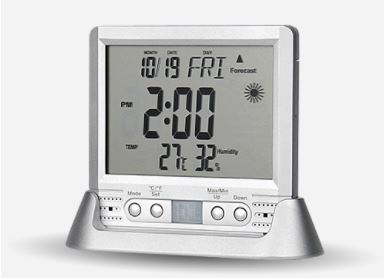 MONTH DATE DAY
10/19 FRI
Forecast
PM 2:00
TEMP 27°C 32% Humidity
°C/°F Max/Min
Mode Set Up Down